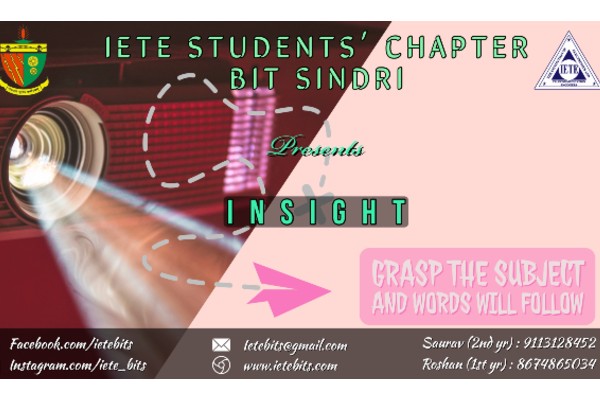 IETE STUDENTS' CHAPTER
BIT SINDRI
IETE
Presents
INSIGHT
GRASP THE SUBJECT
AND WORDS WILL FOLLOW
Facebook.com/ietebits
Instagram.com/iete_bits
Ietebits@gmail.com
www.ietebits.com
Saurav (2nd yr) : 9113128452
Roshan (1st yr) : 8674865034